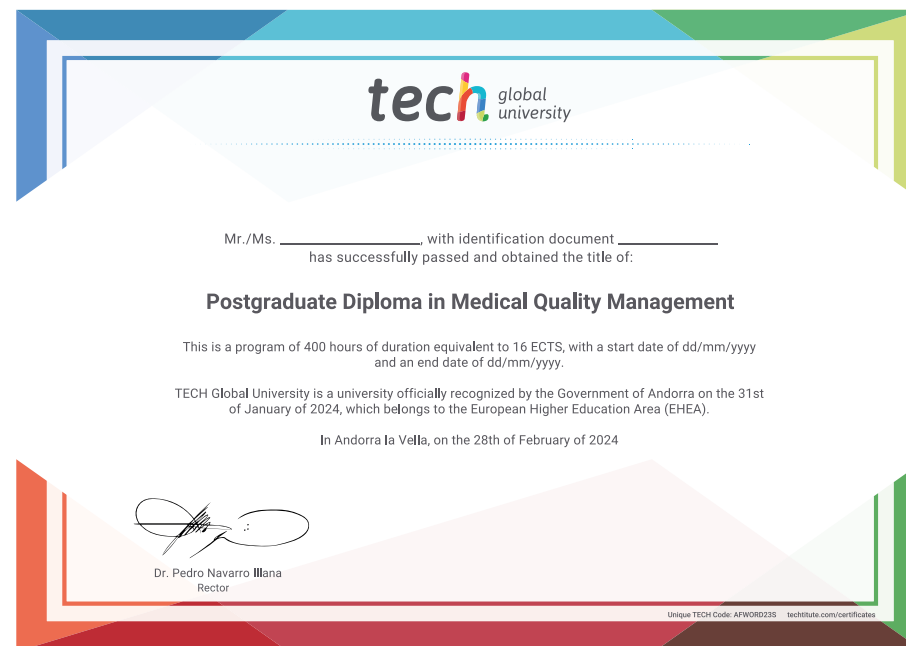 tech global university
Mr./Ms. ____________________, with identification document ______________
has successfully passed and obtained the title of:
Postgraduate Diploma in Medical Quality Management
This is a program of 400 hours of duration equivalent to 16 ECTS, with a start date of dd/mm/yyyy
and an end date of dd/mm/yyyy.
TECH Global University is a university officially recognized by the Government of Andorra on the 31st
of January of 2024, which belongs to the European Higher Education Area (EHEA).
In Andorra la Vella, on the 28th of February of 2024
Dr. Pedro Navarro Illana
Rector
Unique TECH Code: AFWORD23S techtitute.com/certificates